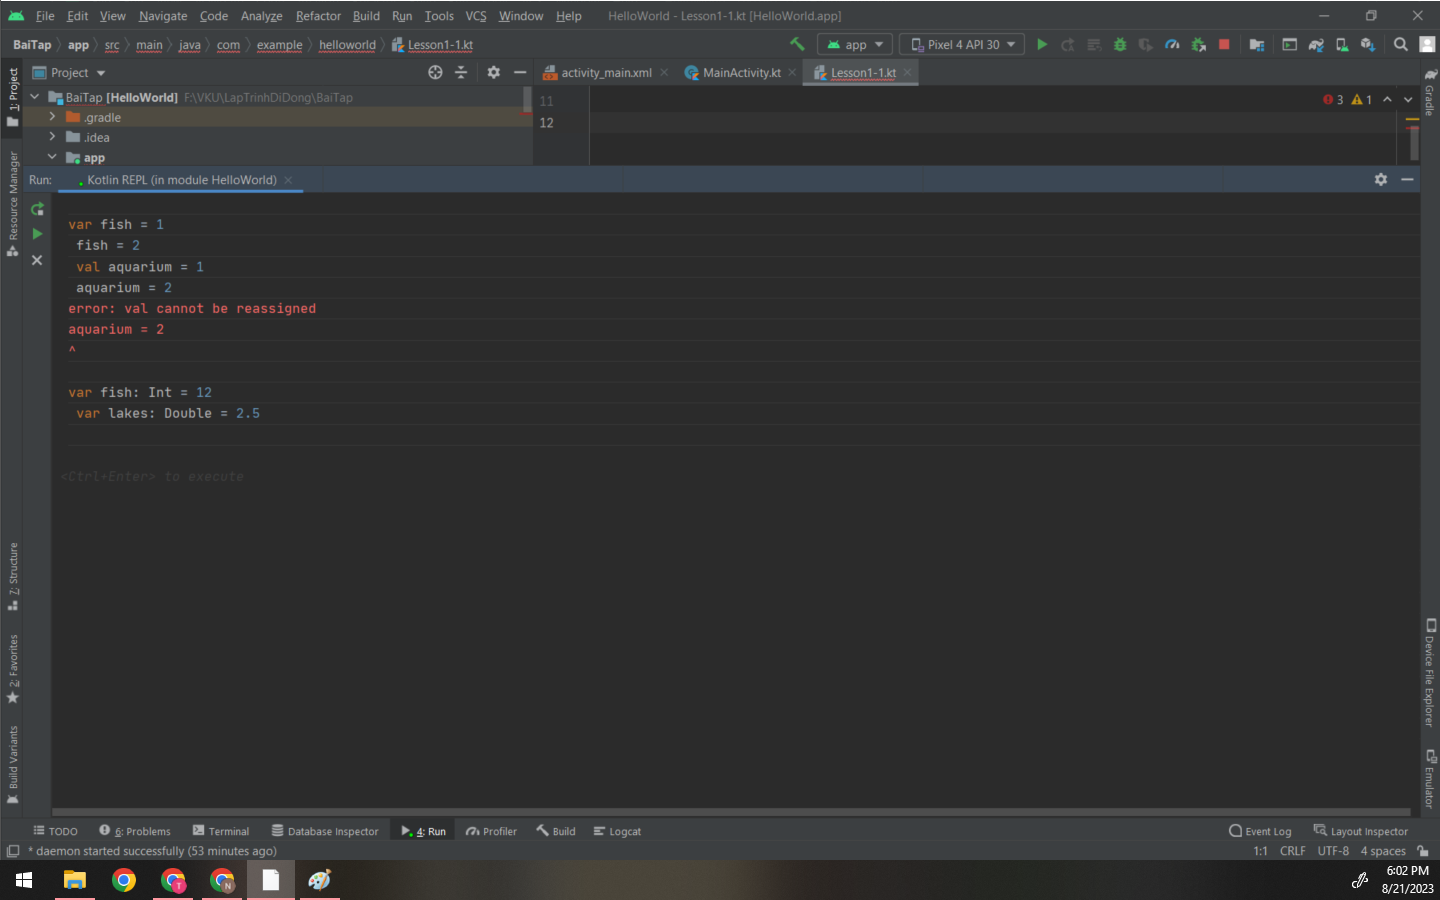 File Edit View Navigate Code Analyze Refactor Build Run Tools VCS Window Help HelloWorld - Lesson1-1.kt [HelloWorld.app]
BaiTap app src main java com example helloworld Lesson1-1.kt app Pixel 4 API 30
Project activity_main.xml MainActivity.kt Lesson1-1.kt
BaiTap [HelloWorld] F:\VKU\LapTrinhDiDong\BaiTap
.gradle
.idea
app
11
12
3 1
1: Project
Resource Manager
Z: Structure
2: Favorites
Build Variants
Gradle
Device File Explorer
Emulator
Run: Kotlin REPL (in module HelloWorld)
var fish = 1
fish = 2
val aquarium = 1
aquarium = 2
error: val cannot be reassigned
aquarium = 2
^
var fish: Int = 12
var lakes: Double = 2.5
<Ctrl+Enter> to execute
TODO 6: Problems Terminal Database Inspector 4: Run Profiler Build Logcat Event Log Layout Inspector
* daemon started successfully (53 minutes ago) 1:1 CRLF UTF-8 4 spaces
T N
6:02 PM
8/21/2023